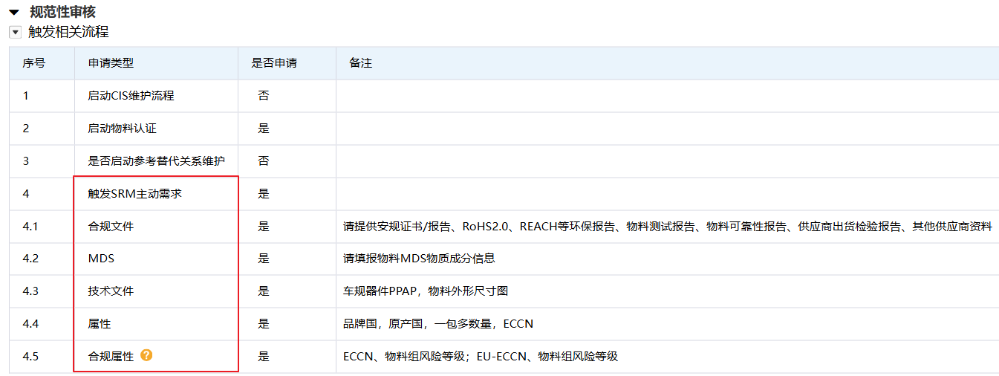 规范性审核
触发相关流程
序号 申请类型 是否申请 备注
1 启动CIS维护流程 否
2 启动物料认证 是
3 是否启动参考替代关系维护 否
4 触发SRM主动需求 是
4.1 合规文件 是 请提供安规证书/报告、RoHS2.0、REACH等环保报告、物料测试报告、物料可靠性报告、供应商出货检验报告、其他供应商资料
4.2 MDS 是 请填报物料MDS物质成分信息
4.3 技术文件 是 车规器件PPAP，物料外形尺寸图
4.4 属性 是 品牌国，原产国，一包多数量，ECCN
4.5 合规属性 ? 是 ECCN、物料组风险等级；EU-ECCN、物料组风险等级